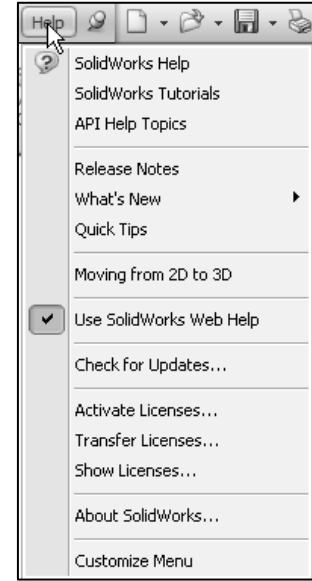 Help
SolidWorks Help
SolidWorks Tutorials
API Help Topics
Release Notes
What's New
Quick Tips
Moving from 2D to 3D
Use SolidWorks Web Help
Check for Updates...
Activate Licenses...
Transfer Licenses...
Show Licenses...
About SolidWorks...
Customize Menu